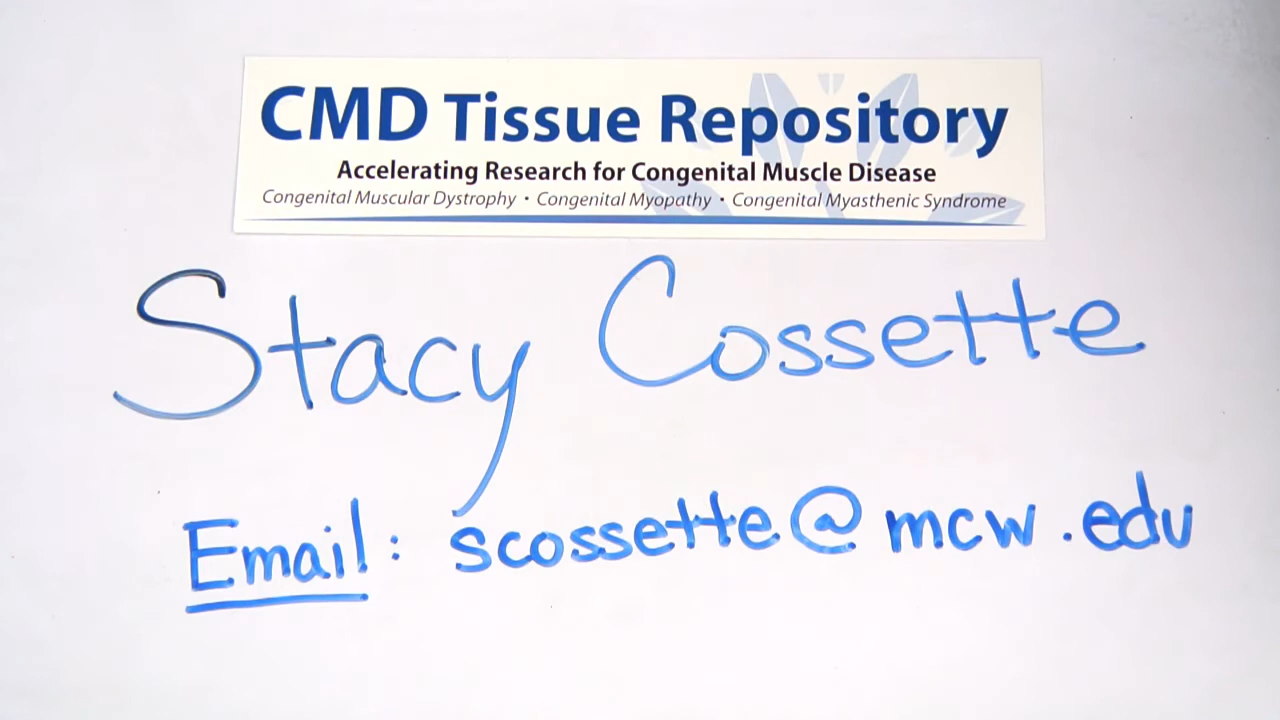 CMD Tissue Repository
Accelerating Research for Congenital Muscle Disease
Congenital Muscular Dystrophy • Congenital Myopathy • Congenital Myasthenic Syndrome
Stacy Cossette
Email: scossette@mcw.edu